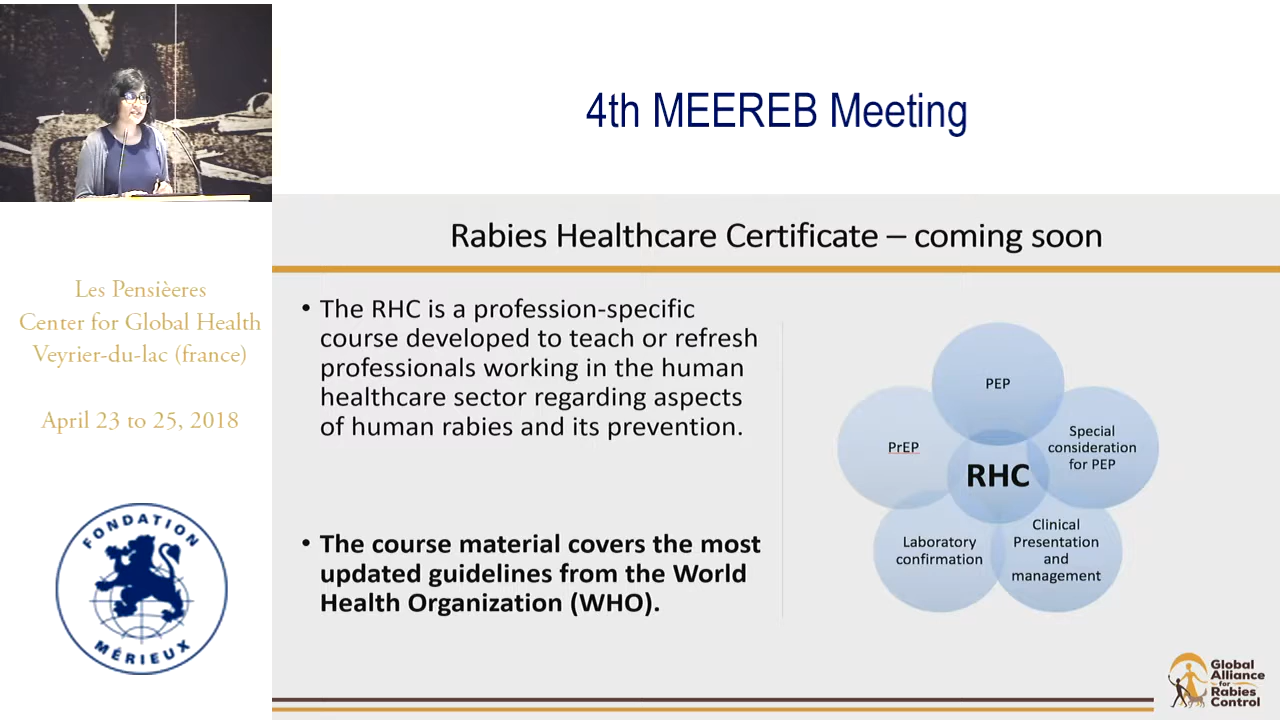 4th MEEREB Meeting
Les Pensièeres
Center for Global Health
Veyrier-du-lac (france)
April 23 to 25, 2018
FONDATION
MÉRIEUX
Rabies Healthcare Certificate – coming soon
• The RHC is a profession-specific
course developed to teach or refresh
professionals working in the human
healthcare sector regarding aspects
of human rabies and its prevention.
• The course material covers the most
updated guidelines from the World
Health Organization (WHO).
PEP
Special
consideration
for PEP
Clinical
Presentation
and
management
Laboratory
confirmation
PrEP
RHC
Global
Alliance
for
Rabies
Control